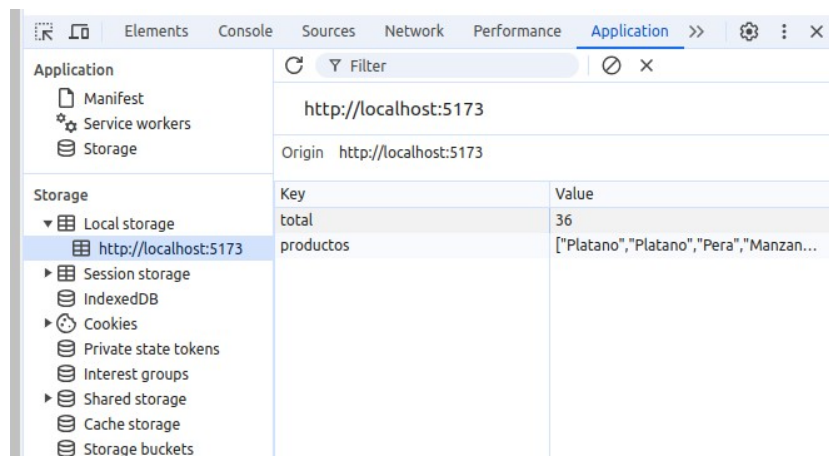 Elements Console Sources Network Performance Application
Application
Manifest
Service workers
Storage
Storage
Local storage
http://localhost:5173
Session storage
IndexedDB
Cookies
Private state tokens
Interest groups
Shared storage
Cache storage
Storage buckets
Filter
http://localhost:5173
Origin http://localhost:5173
Key Value
total 36
productos ["Platano","Platano","Pera","Manzan...